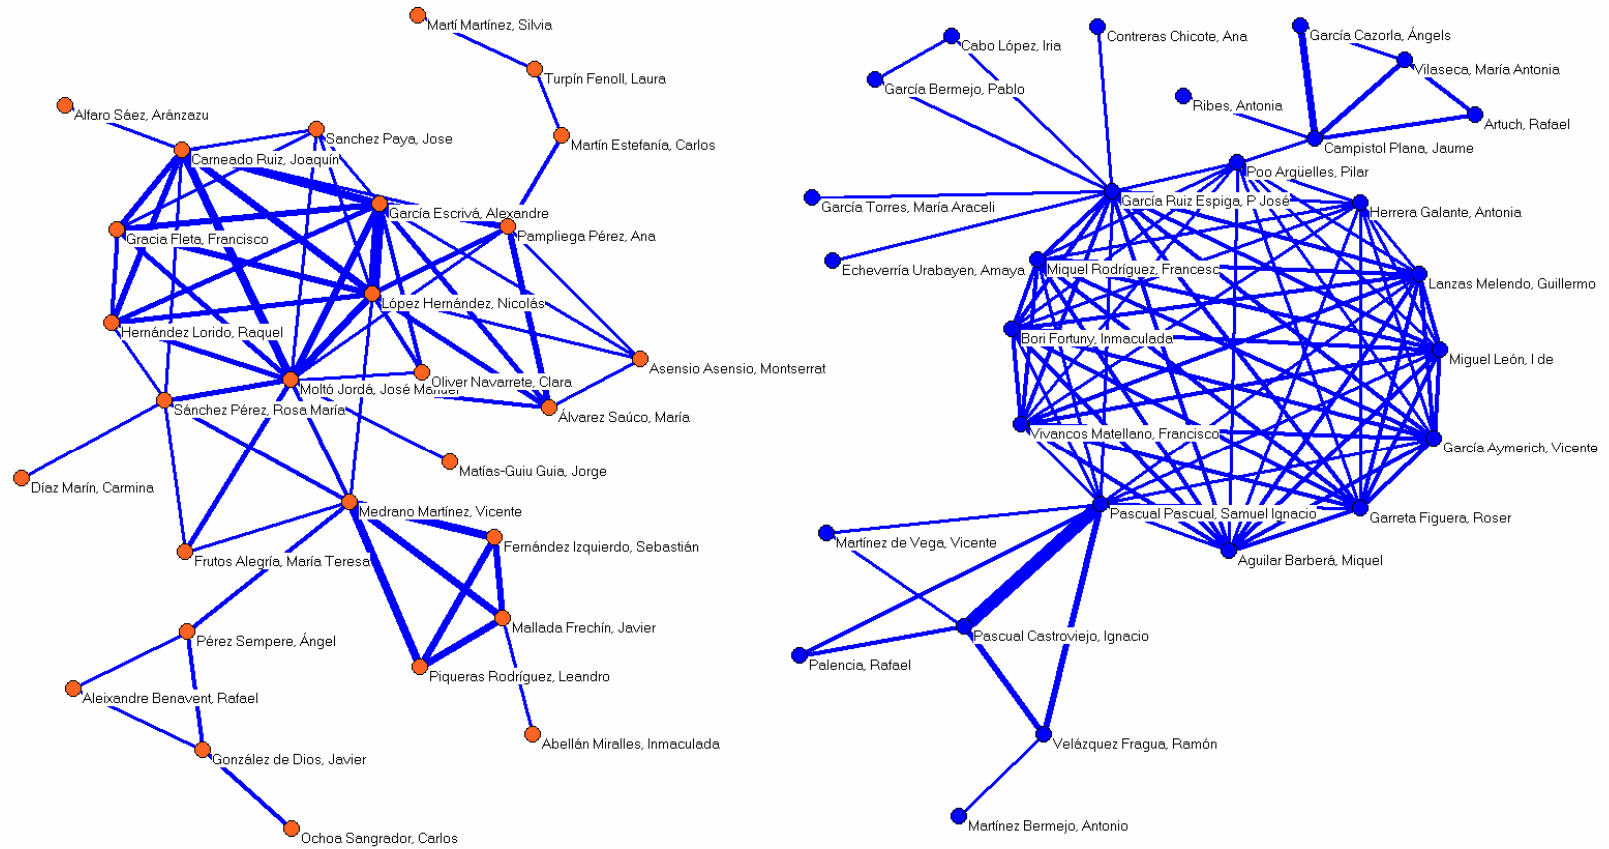 Martí Martínez, Silvia
Turpín Fenoll, Laura
Alfaro Sáez, Aránzazu
Sanchez Paya, Jose
Martín Estefanía, Carlos
Carneado Ruiz, Joaquín
García Escrivá, Alexandre
Gracia Fleta, Francisco
Pampliega Pérez, Ana
López Hernández, Nicolás
Hernández Lorido, Raquel
Asensio Asensio, Montserrat
Oliver Navarrete, Clara
Moltó Jordá, José Manuel
Sánchez Pérez, Rosa María
Álvarez Saúco, María
Matías-Guiu Guia, Jorge
Díaz Marín, Carmina
Medrano Martínez, Vicente
Fernández Izquierdo, Sebastián
Frutos Alegría, María Teresa
Mallada Frechín, Javier
Pérez Sempere, Ángel
Piqueras Rodríguez, Leandro
Aleixandre Benavent, Rafael
Abellán Miralles, Inmaculada
González de Dios, Javier
Ochoa Sangrador, Carlos
Cabo López, Iria
Contreras Chicote, Ana
García Cazorla, Ángels
Vilaseca, María Antonia
García Bermejo, Pablo
Ribes, Antonia
Artuch, Rafael
Campistol Plana, Jaume
Poo Argüelles, Pilar
García Torres, María Araceli
García Ruiz Espiga, P José
Herrera Galante, Antonia
Echeverría Urabayen, Amaya
Miquel Rodríguez, Francesc
Lanzas Melendo, Guillermo
Bori Fortuny, Inmaculada
Miguel León, I de
Vivancos Matellano, Francisco
García Aymerich, Vicente
Pascual Pascual, Samuel Ignacio
Garreta Figuera, Roser
Martínez de Vega, Vicente
Aguilar Barberá, Miquel
Pascual Castroviejo, Ignacio
Palencia, Rafael
Velázquez Fragua, Ramón
Martínez Bermejo, Antonio